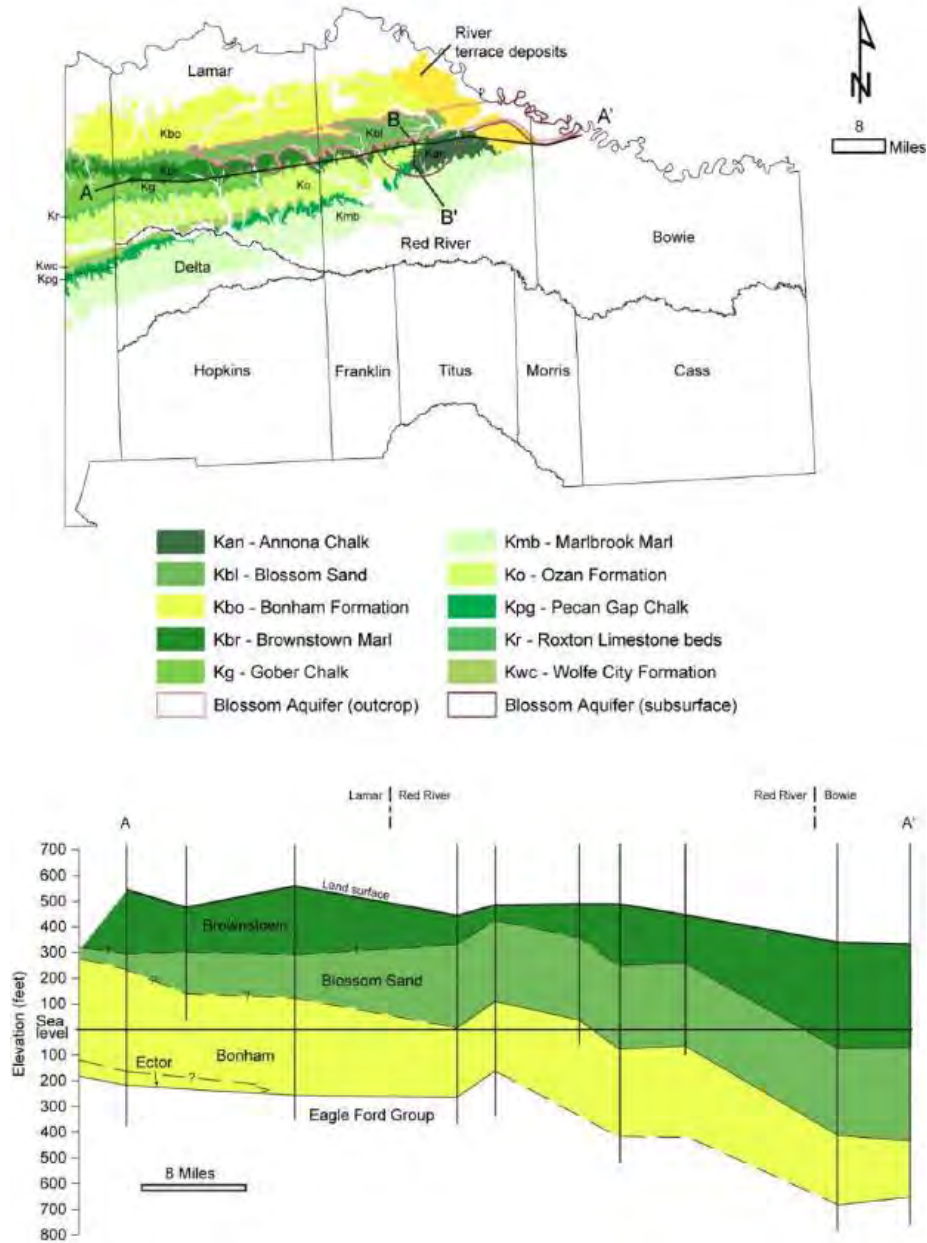 River
terrace deposits
Lamar
N
8
Miles
Kbo
Kbl
B
A'
Kan
A
Kbr
Kg
Ko
B'
Kr
Kmb
Red River
Bowie
Kwc
Delta
Kpg
Hopkins
Franklin
Titus
Morris
Cass
Kan - Annona Chalk
Kbl - Blossom Sand
Kbo - Bonham Formation
Kbr - Brownstown Marl
Kg - Gober Chalk
Blossom Aquifer (outcrop)
Kmb - Marlbrook Marl
Ko - Ozan Formation
Kpg - Pecan Gap Chalk
Kr - Roxton Limestone beds
Kwc - Wolfe City Formation
Blossom Aquifer (subsurface)
Lamar Red River
Red River Bowie
A
A'
700
600
500
400
300
200
100
Sea
level
100
200
300
400
500
600
700
800
Elevation (feet)
Land surface
Brownstown
?
?
Blossom Sand
?
?
Bonham
Ector
?
Eagle Ford Group
8 Miles